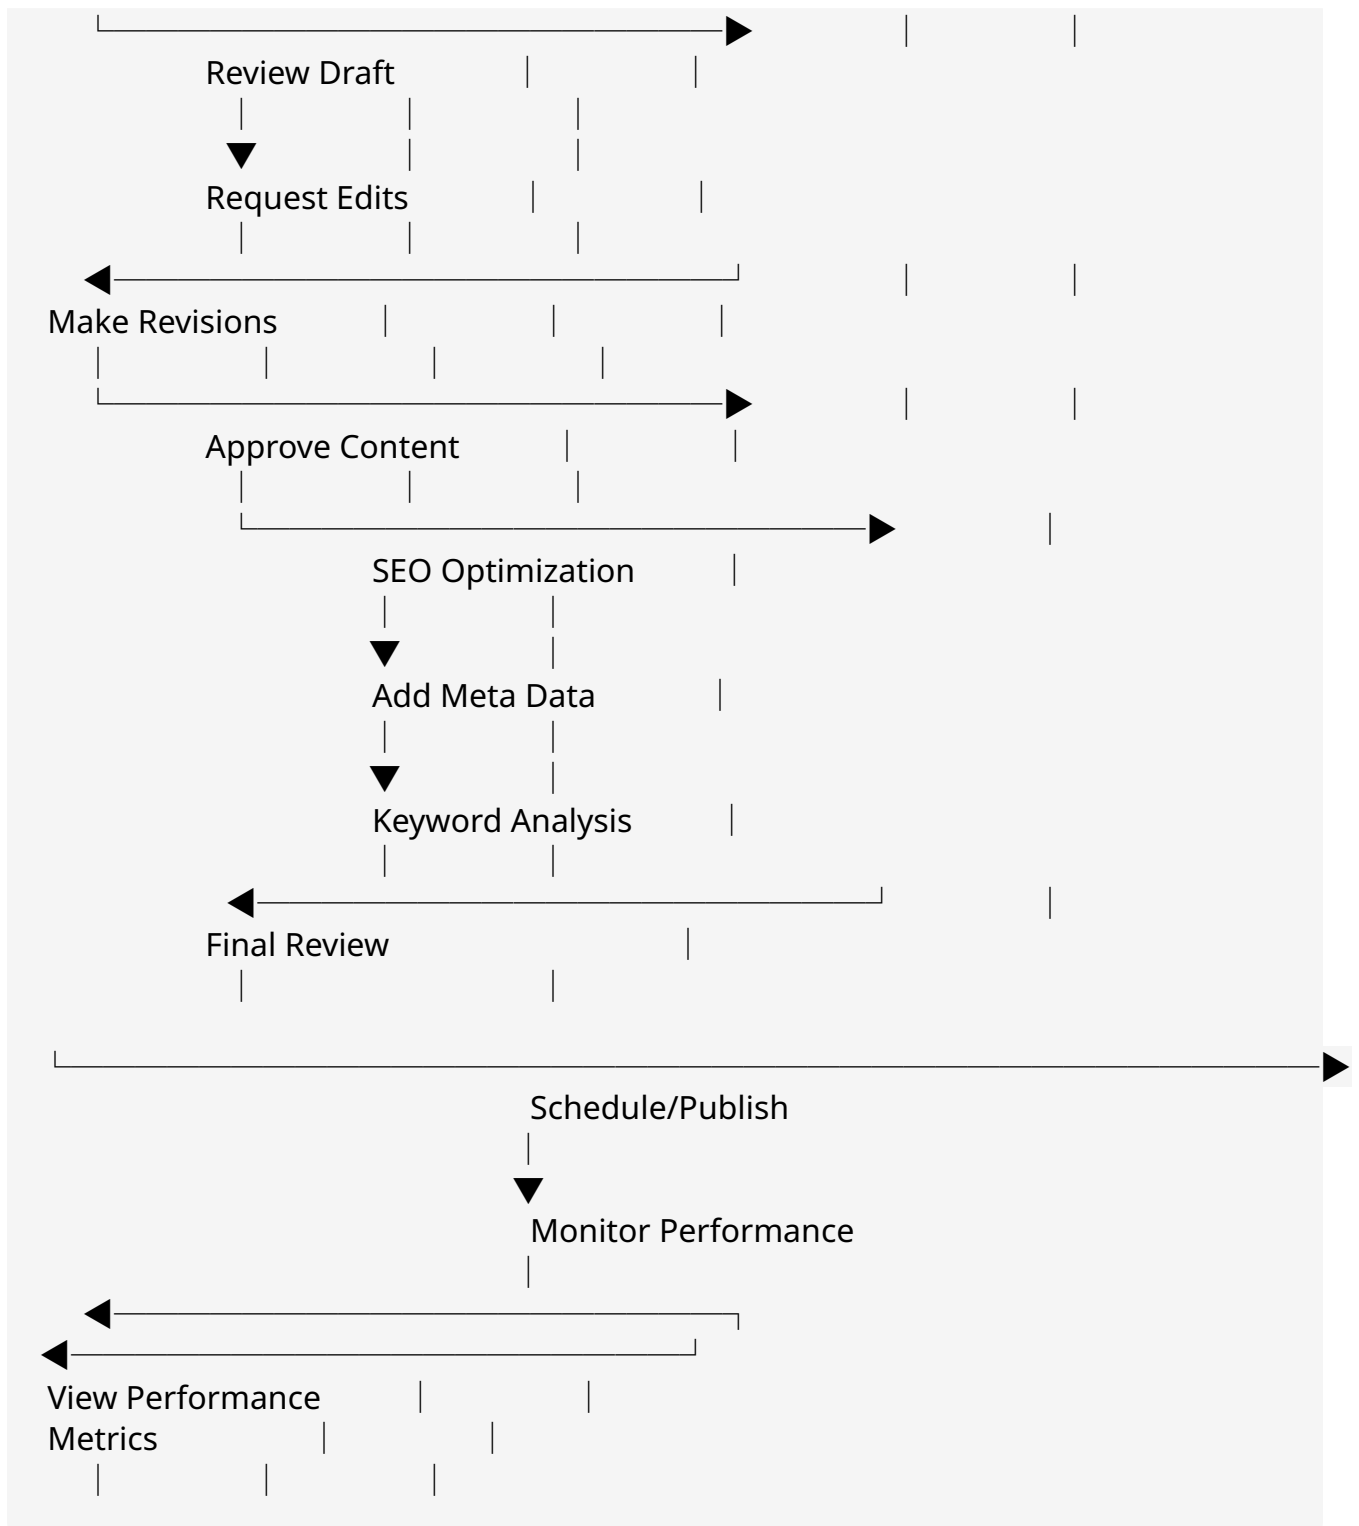 Review Draft
Request Edits
Make Revisions
Approve Content
SEO Optimization
Add Meta Data
Keyword Analysis
Final Review
Schedule/Publish
Monitor Performance
View Performance
Metrics